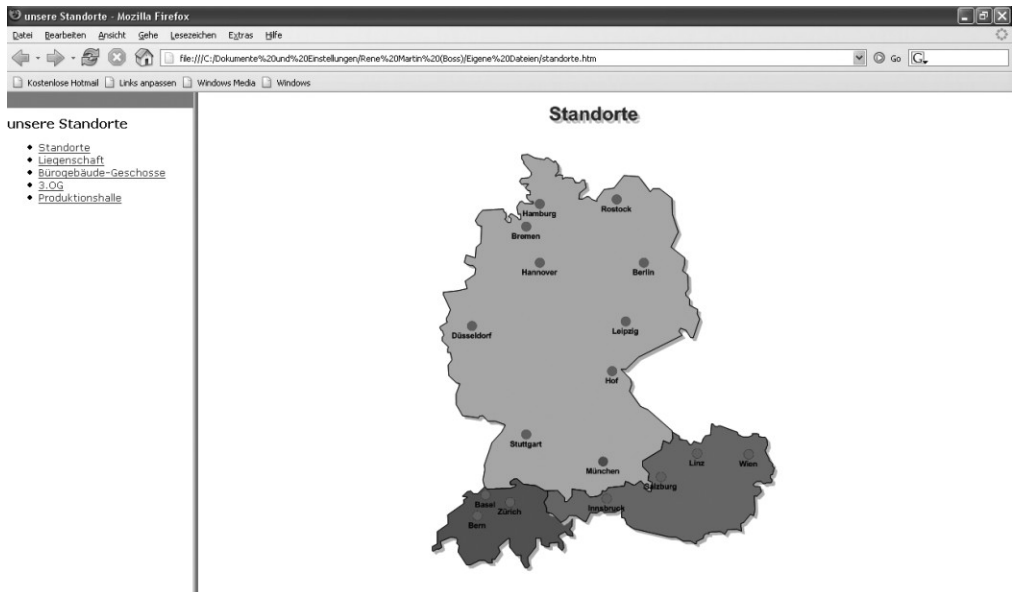 unsere Standorte - Mozilla Firefox
Datei Bearbeiten Ansicht Gehe Lesezeichen Extras Hilfe
file:///C:/Dokumente%20und%20Einstellungen/Rene%20Martin%20(Boss)/Eigene%20Dateien/standorte.htm Go G
Kostenlose Hotmail Links anpassen Windows Media Windows
unsere Standorte
Standorte
Liegenschaft
Bürogebäude-Geschosse
3.OG
Produktionshalle
Standorte
Hamburg
Rostock
Bremen
Hannover
Berlin
Düsseldorf
Leipzig
Hof
Stuttgart
München
Linz
Wien
Salzburg
Innsbruck
Basel
Zürich
Bern